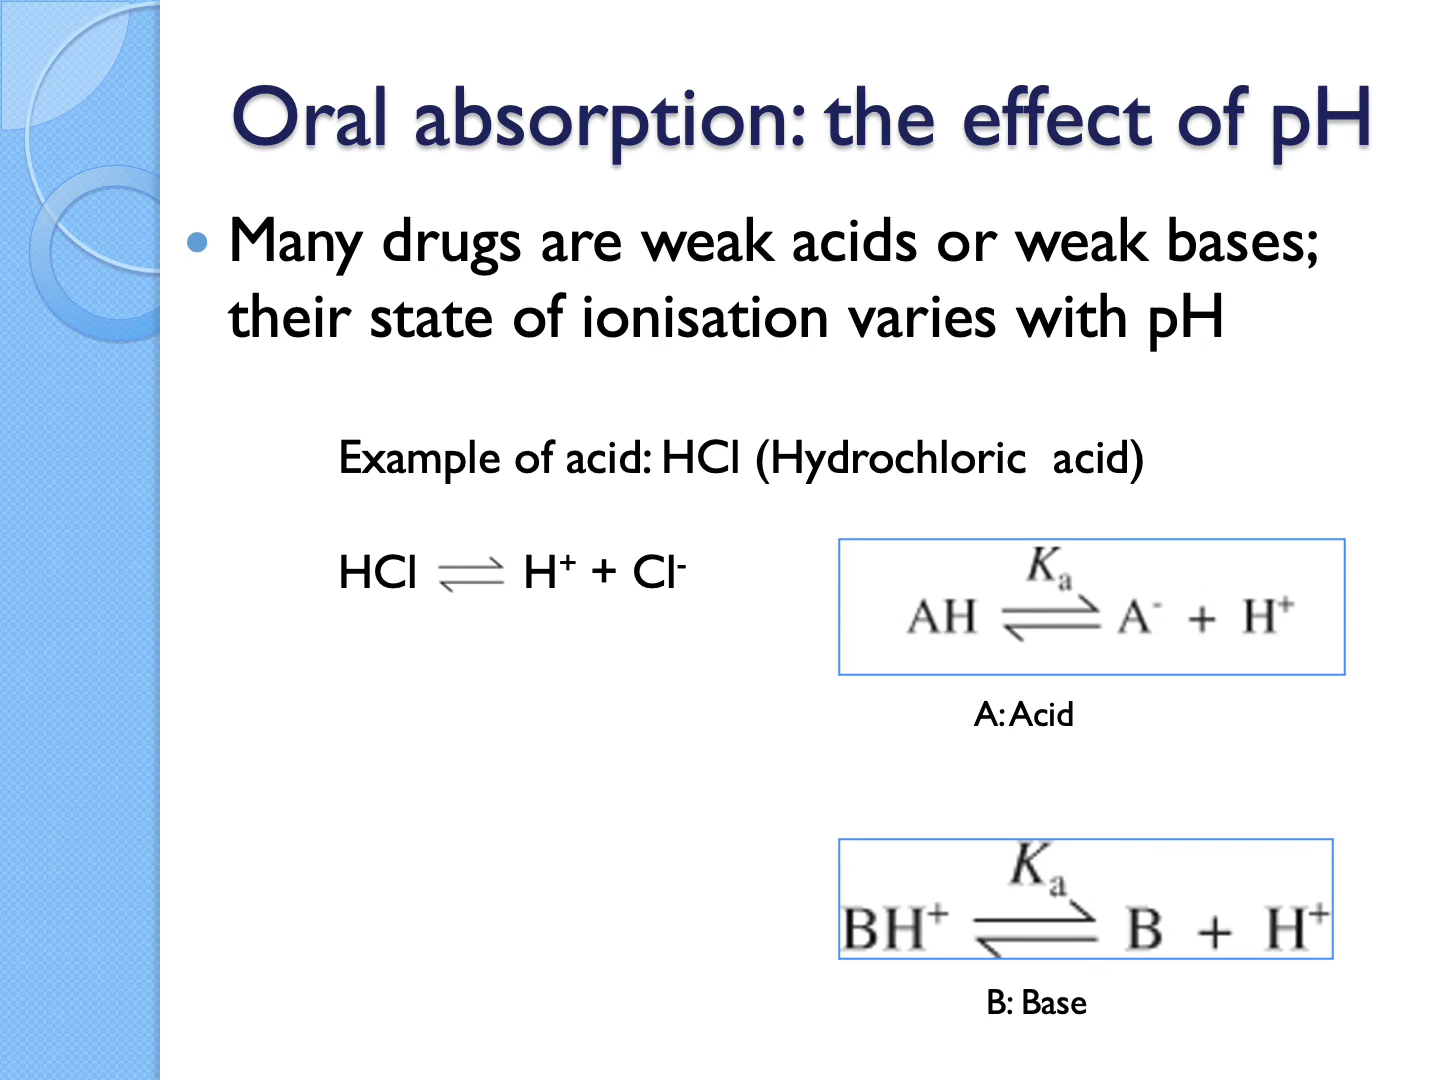 Oral absorption: the effect of pH
• Many drugs are weak acids or weak bases;
their state of ionisation varies with pH
Example of acid: HCl (Hydrochloric acid)
HCl ⇌ H⁺ + Cl⁻
Kₐ
AH ⇌ A⁻ + H⁺
A: Acid
Kₐ
BH⁺ ⇌ B + H⁺
B: Base